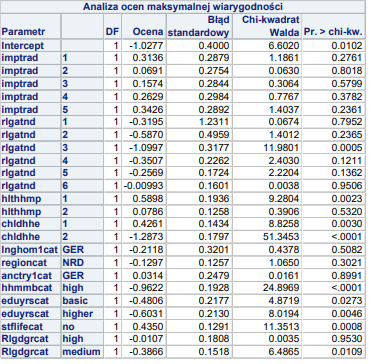 Analiza ocen maksymalnej wiarygodności
Parametr DF Ocena Błąd standardowy Chi-kwadrat Walda Pr. > chi-kw.
Intercept 1 -1.0277 0.4000 6.6020 0.0102
imptrad 1 1 0.3136 0.2879 1.1861 0.2761
imptrad 2 1 0.0691 0.2754 0.0630 0.8018
imptrad 3 1 0.1574 0.2844 0.3064 0.5799
imptrad 4 1 0.2629 0.2984 0.7767 0.3782
imptrad 5 1 0.3426 0.2892 1.4037 0.2361
rlgatnd 1 1 -0.3195 1.2311 0.0674 0.7952
rlgatnd 2 1 -0.5870 0.4959 1.4012 0.2365
rlgatnd 3 1 -1.0997 0.3177 11.9801 0.0005
rlgatnd 4 1 -0.3507 0.2262 2.4030 0.1211
rlgatnd 5 1 -0.2569 0.1724 2.2204 0.1362
rlgatnd 6 1 -0.00993 0.1601 0.0038 0.9506
hlthhmp 1 1 0.5898 0.1936 9.2804 0.0023
hlthhmp 2 1 0.0786 0.1258 0.3906 0.5320
chldhhe 1 1 0.4261 0.1434 8.8258 0.0030
chldhhe 2 1 -1.2873 0.1797 51.3453 <.0001
lnghom1cat GER 1 -0.2118 0.3201 0.4378 0.5082
regioncat NRD 1 -0.1297 0.1257 1.0650 0.3021
anctry1cat GER 1 0.0314 0.2479 0.0161 0.8991
hhmmbcat high 1 -0.9622 0.1928 24.8969 <.0001
eduyrscat basic 1 -0.4806 0.2177 4.8719 0.0273
eduyrscat higher 1 -0.6031 0.2130 8.0194 0.0046
stflifecat no 1 0.4350 0.1291 11.3513 0.0008
Rlgdgrcat high 1 -0.0107 0.1808 0.0035 0.9530
Rlgdgrcat medium 1 -0.3866 0.1518 6.4865 0.0109